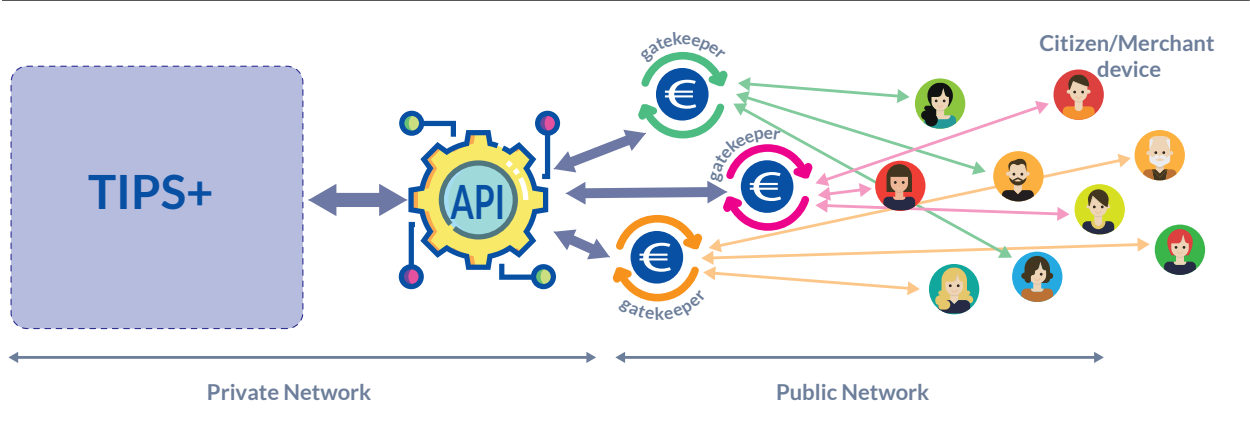 Citizen/Merchant
device
gatekeeper
gatekeeper
gatekeeper
TIPS+
API
Private Network
Public Network